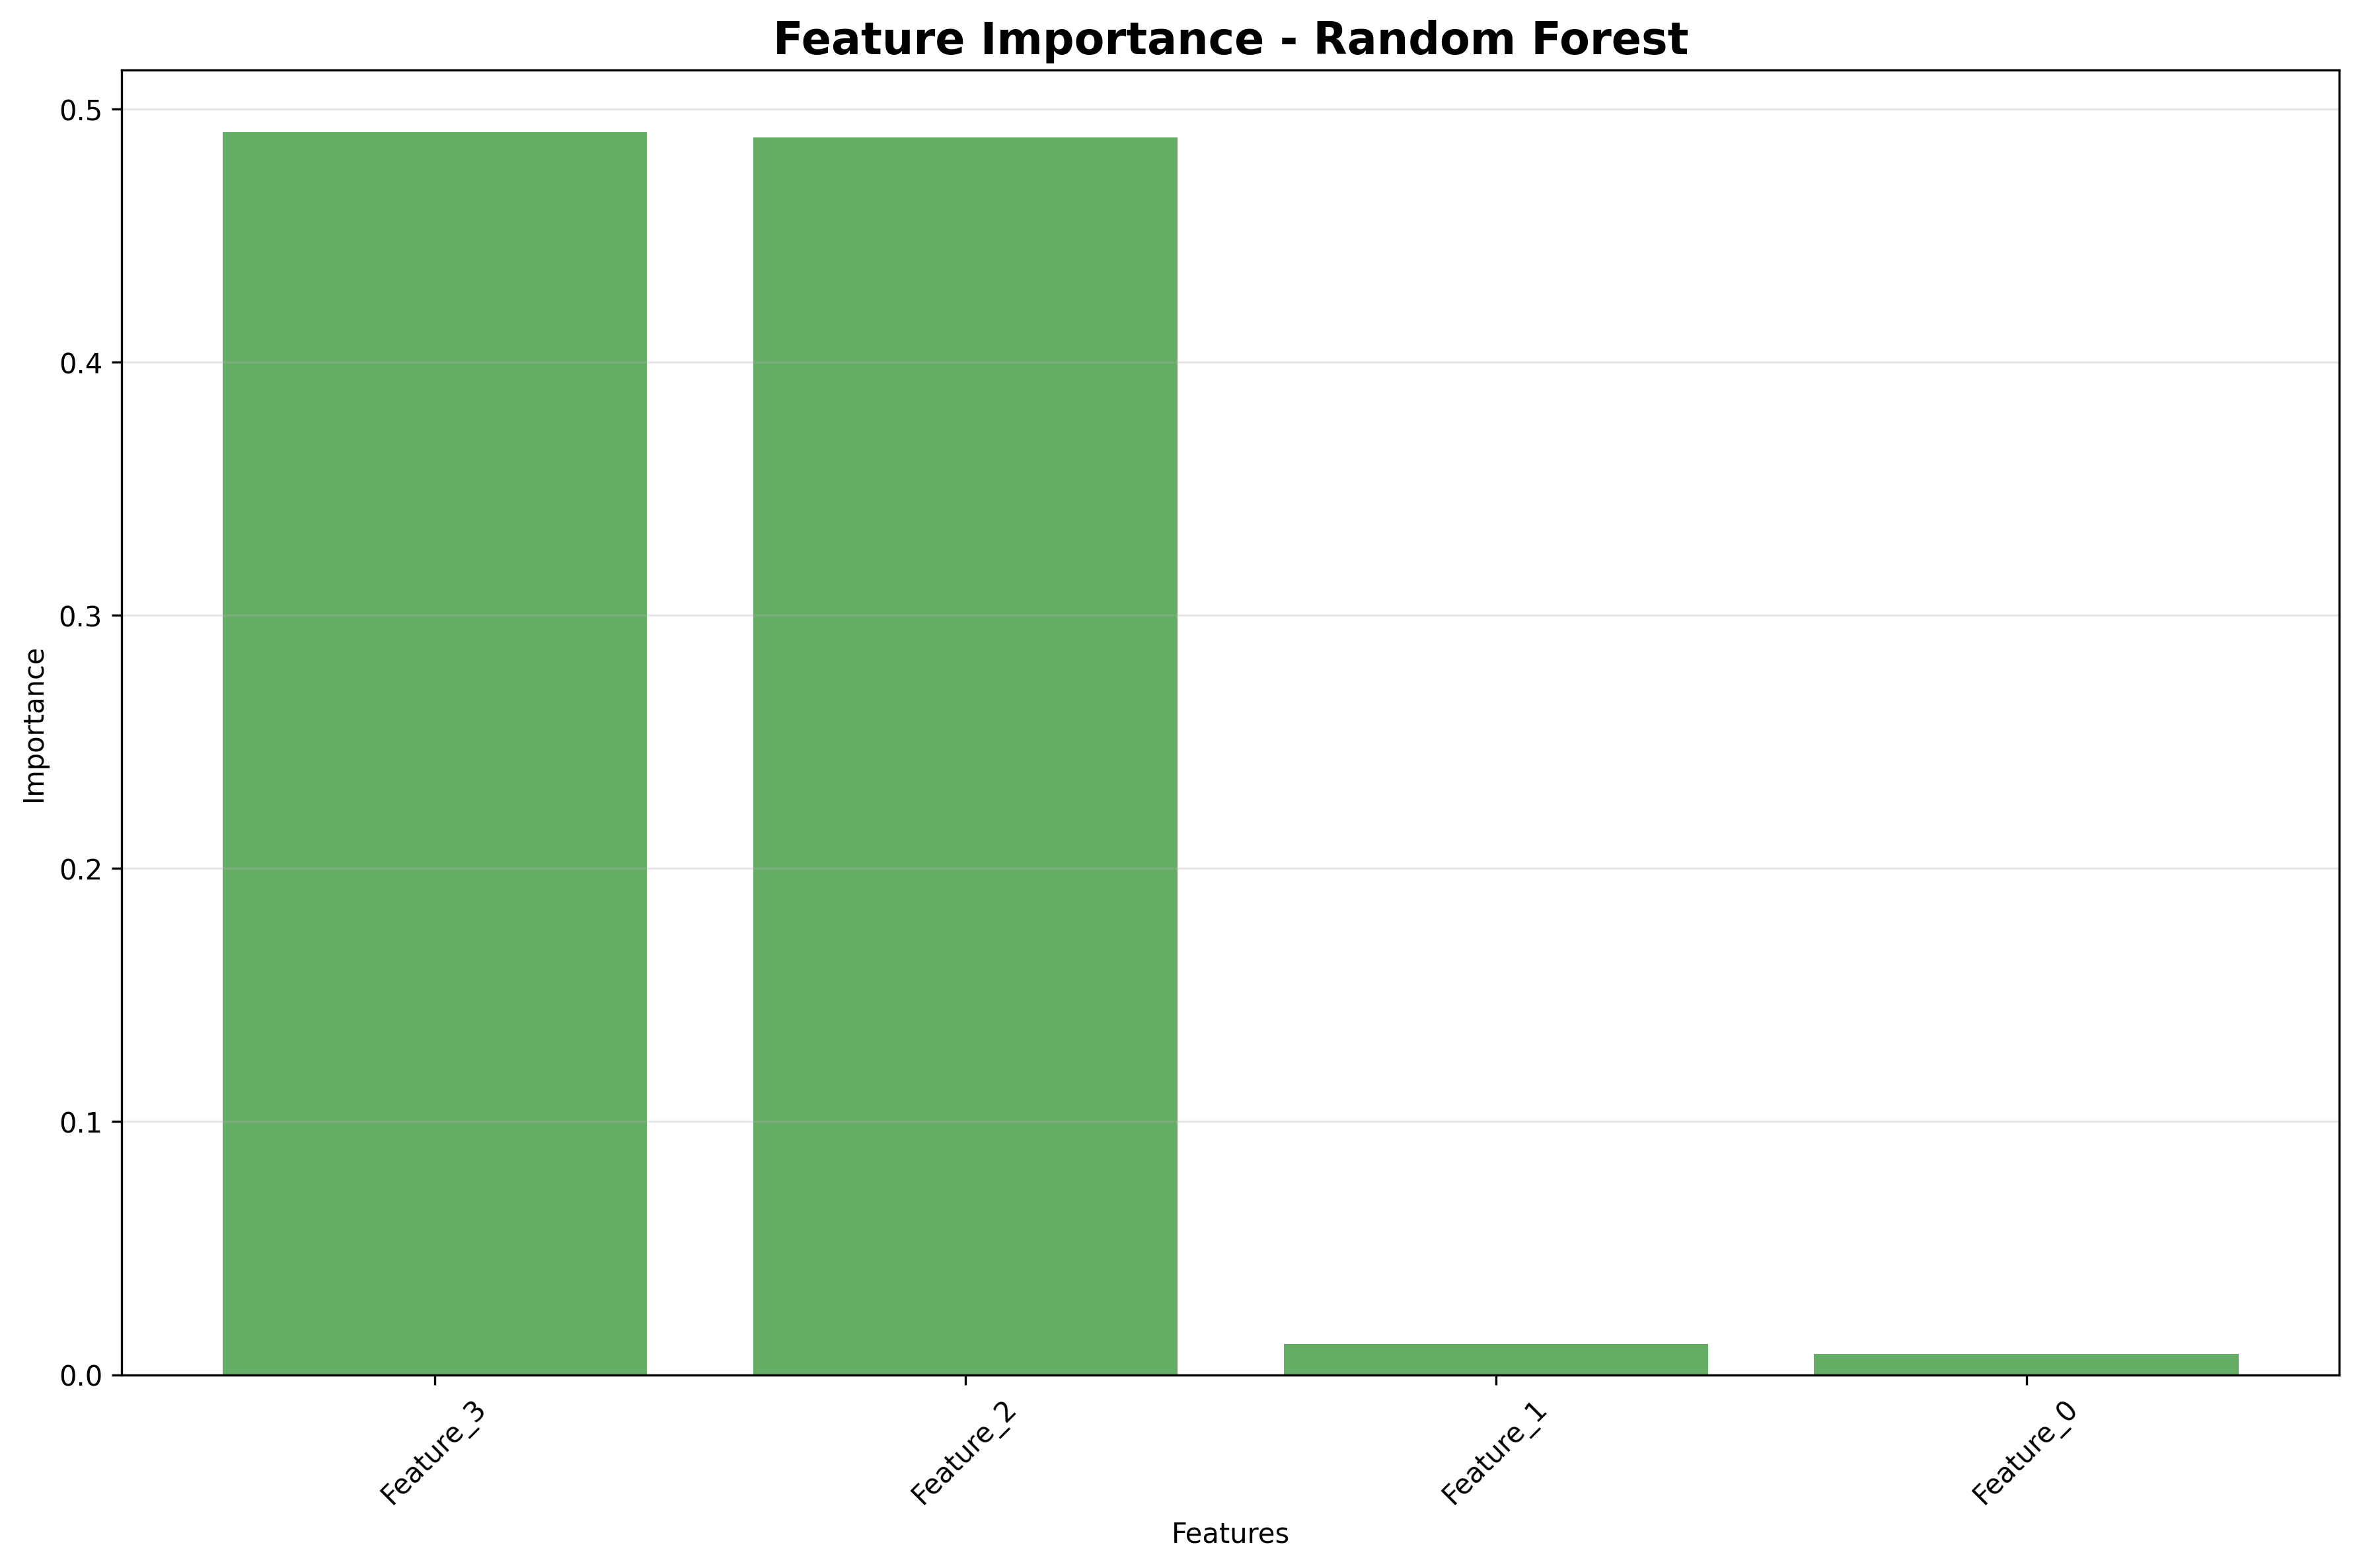 Feature Importance - Random Forest
0.5
0.4
0.3
0.2
0.1
0.0
Importance
Feature_3
Feature_2
Feature_1
Feature_0
Features